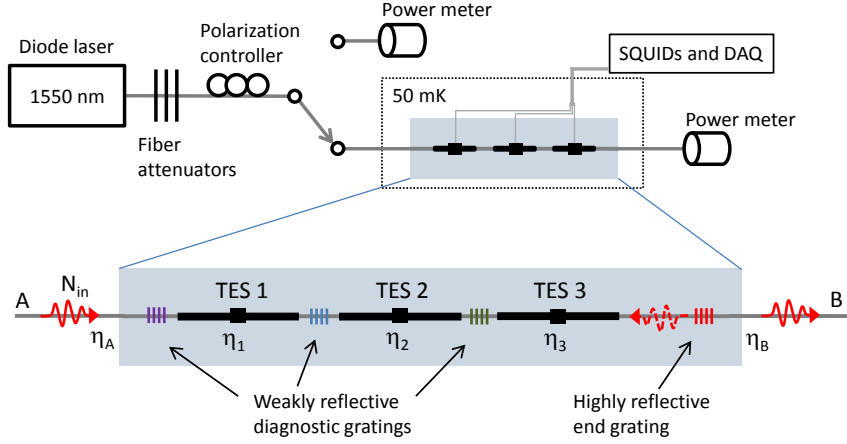 Power meter
Polarization
controller
Diode laser
1550 nm
Fiber
attenuators
SQUIDs and DAQ
50 mK
Power meter
A
N_in
TES 1
TES 2
TES 3
B
η_A
η_1
η_2
η_3
η_B
Weakly reflective
diagnostic gratings
Highly reflective
end grating